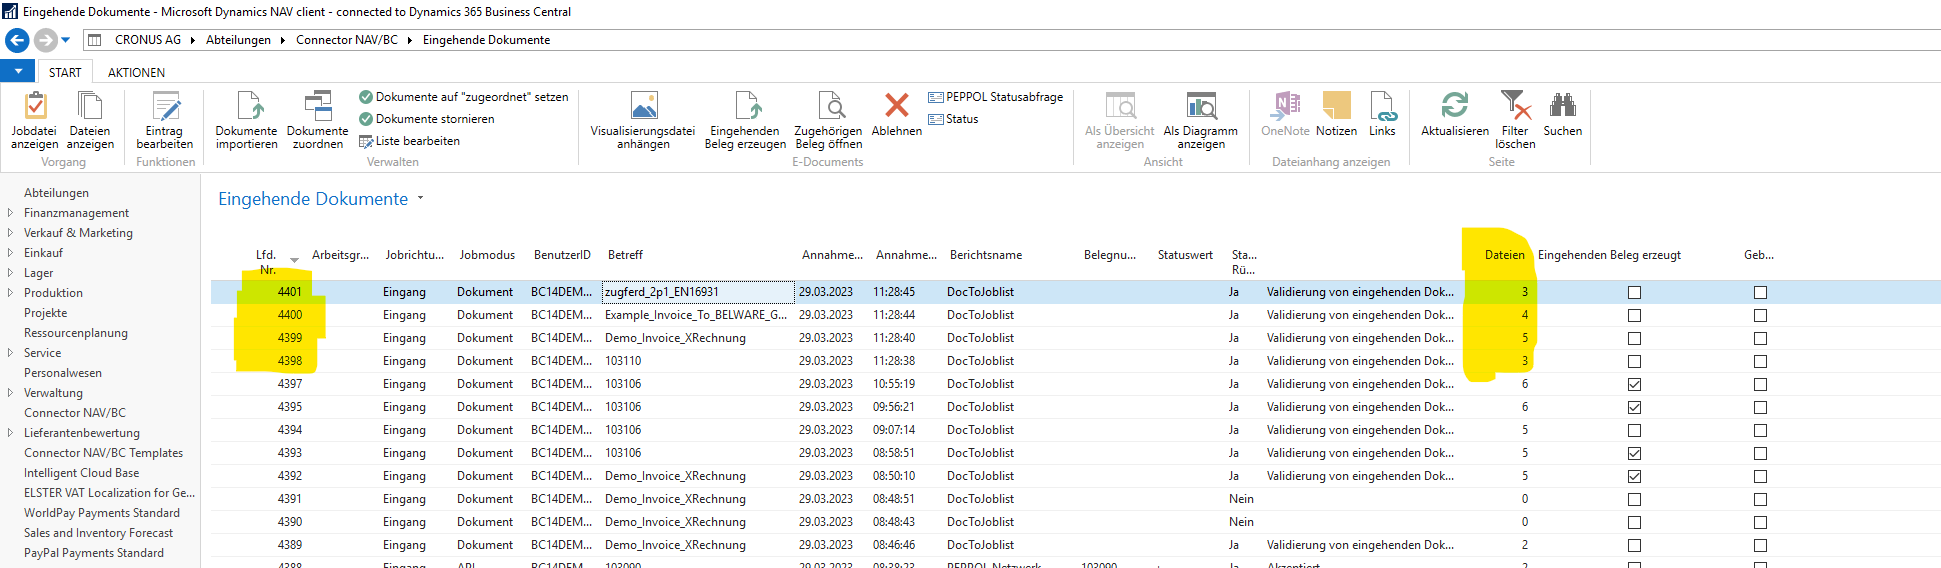 Eingehende Dokumente - Microsoft Dynamics NAV client - connected to Dynamics 365 Business Central
CRONUS AG Abteilungen Connector NAV/BC Eingehende Dokumente
START AKTIONEN
Jobdatei anzeigen
Dateien anzeigen
Vorgang
Eintrag bearbeiten
Funktionen
Dokumente importieren
Dokumente zuordnen
Dokumente auf "zugeordnet" setzen
Dokumente stornieren
Liste bearbeiten
Verwalten
Visualisierungsdatei anhängen
Eingehenden Beleg erzeugen
Zugehörigen Beleg öffnen
Ablehnen
PEPPOL Statusabfrage
Status
E-Documents
Als Übersicht anzeigen
Als Diagramm anzeigen
Ansicht
OneNote
Notizen
Links
Dateianhang anzeigen
Aktualisieren
Filter löschen
Suchen
Seite
Abteilungen
Finanzmanagement
Verkauf & Marketing
Einkauf
Lager
Produktion
Projekte
Ressourcenplanung
Service
Personalwesen
Verwaltung
Connector NAV/BC
Lieferantenbewertung
Connector NAV/BC Templates
Intelligent Cloud Base
ELSTER VAT Localization for Ge...
WorldPay Payments Standard
Sales and Inventory Forecast
PayPal Payments Standard
Eingehende Dokumente
Lfd. Nr. Arbeitsgr... Jobrichtu... Jobmodus BenutzerID Betreff Annahme... Annahme... Berichtsname Belegnu... Statuswert Sta... Rü... Dateien Eingehenden Beleg erzeugt Geb...
4401 Eingang Dokument BC14DEM... zugferd_2p1_EN16931 29.03.2023 11:28:45 DocToJoblist Ja Validierung von eingehenden Dok... 3
4400 Eingang Dokument BC14DEM... Example_Invoice_To_BELWARE_G... 29.03.2023 11:28:44 DocToJoblist Ja Validierung von eingehenden Dok... 4
4399 Eingang Dokument BC14DEM... Demo_Invoice_XRechnung 29.03.2023 11:28:40 DocToJoblist Ja Validierung von eingehenden Dok... 5
4398 Eingang Dokument BC14DEM... 103110 29.03.2023 11:28:38 DocToJoblist Ja Validierung von eingehenden Dok... 3
4397 Eingang Dokument BC14DEM... 103106 29.03.2023 10:55:19 DocToJoblist Ja Validierung von eingehenden Dok... 6
4395 Eingang Dokument BC14DEM... 103106 29.03.2023 09:56:21 DocToJoblist Ja Validierung von eingehenden Dok... 6
4394 Eingang Dokument BC14DEM... 103106 29.03.2023 09:07:14 DocToJoblist Ja Validierung von eingehenden Dok... 5
4393 Eingang Dokument BC14DEM... 103106 29.03.2023 08:58:51 DocToJoblist Ja Validierung von eingehenden Dok... 5
4392 Eingang Dokument BC14DEM... Demo_Invoice_XRechnung 29.03.2023 08:50:10 DocToJoblist Ja Validierung von eingehenden Dok... 5
4391 Eingang Dokument BC14DEM... Demo_Invoice_XRechnung 29.03.2023 08:48:51 DocToJoblist Nein 0
4390 Eingang Dokument BC14DEM... Demo_Invoice_XRechnung 29.03.2023 08:48:43 DocToJoblist Nein 0
4389 Eingang Dokument BC14DEM... Demo_Invoice_XRechnung 29.03.2023 08:46:46 DocToJoblist Ja Validierung von eingehenden Dok... 2
4388 Eingang API 103090 29.03.2023 08:38:23 PEPPOL Netzwerk 103090 Ja Akzeptiert 2